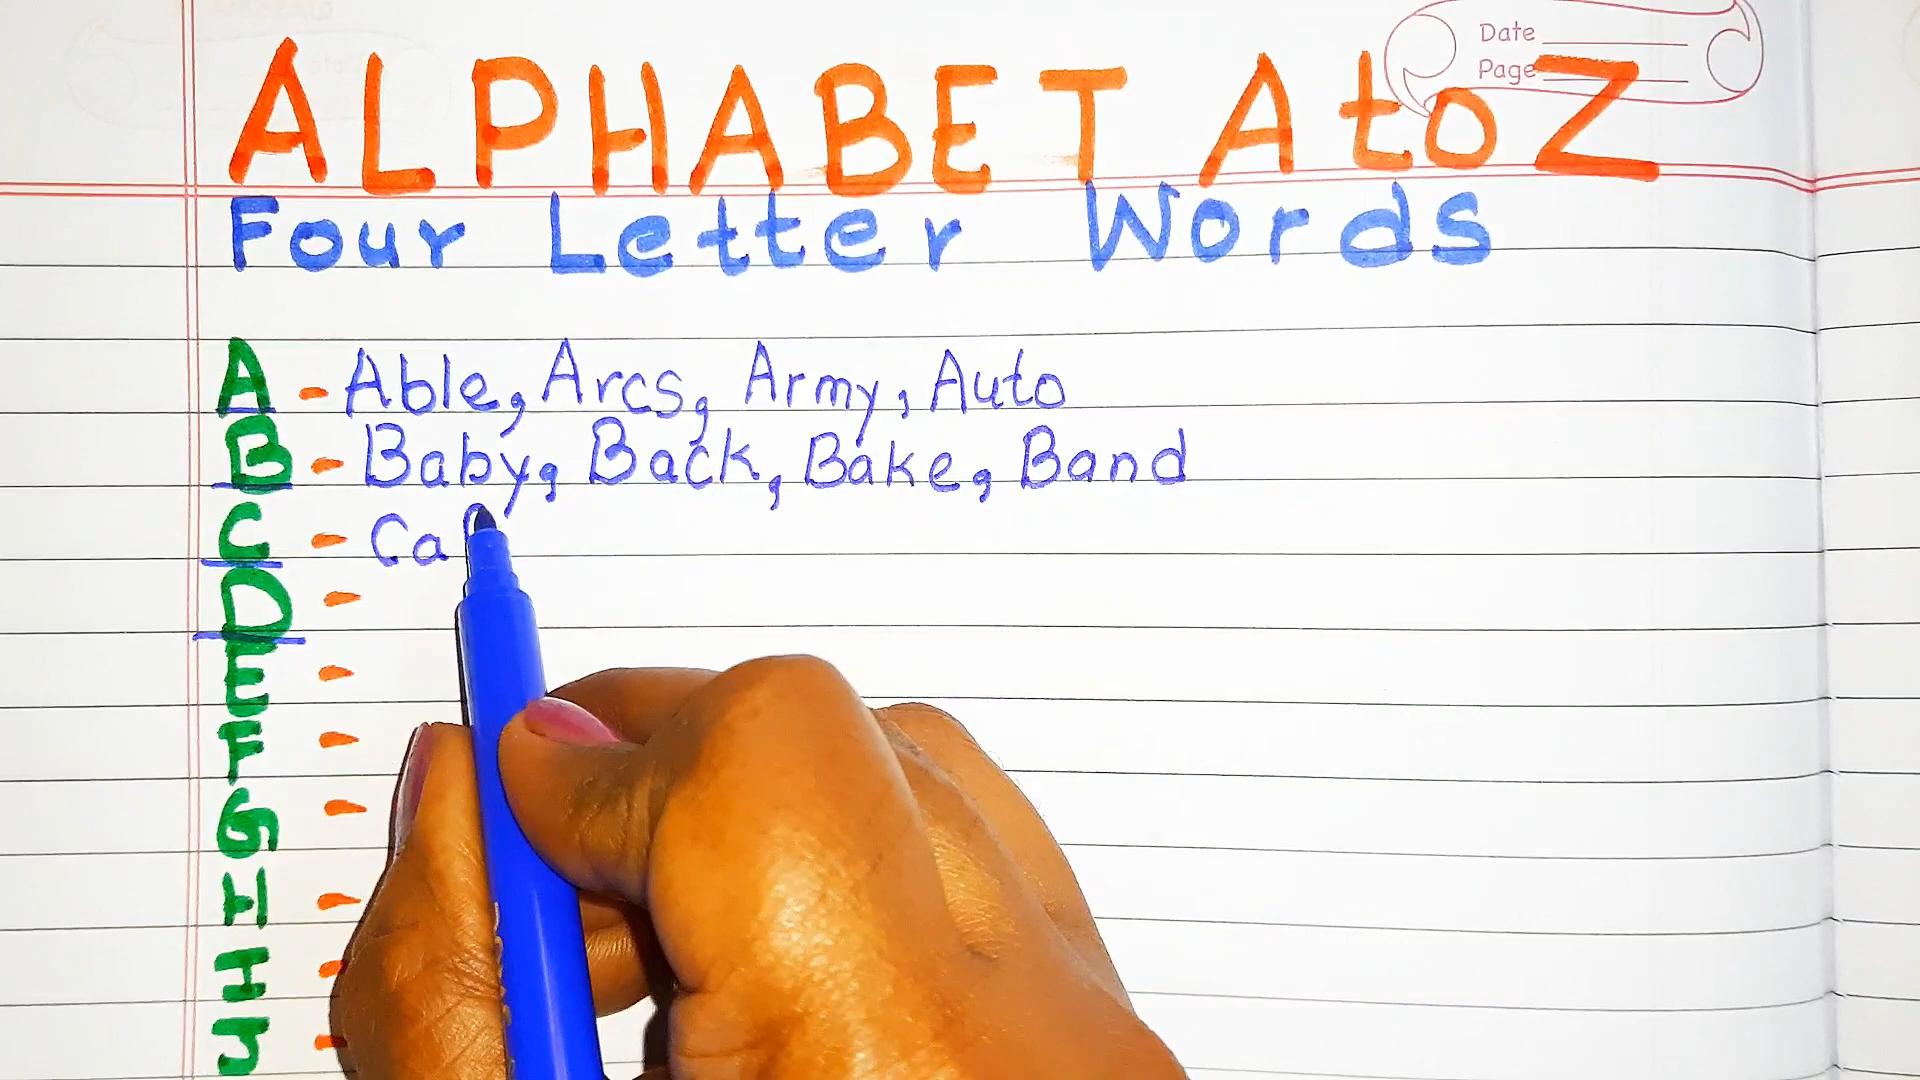 Date
Page
ALPHABET A to Z
Four Letter Words
A - Able, Arcs, Army, Auto
B - Baby, Back, Bake, Band
C - Ca
D -
E -
F -
G -
H -
I -
J -